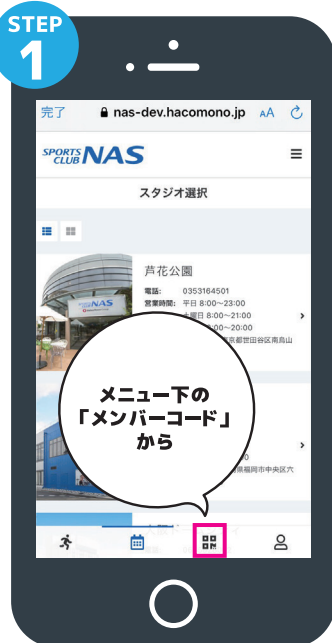 STEP
1
完了 nas-dev.hacomono.jp AA
SPORTS CLUB NAS
スタジオ選択
芦花公園
電話: 0353164501
営業時間: 平日 8:00〜23:00
土曜日 8:00〜21:00
:00〜20:00
京都世田谷区南烏山
メニュー下の
「メンバーコード」
から
県福岡市中央区六